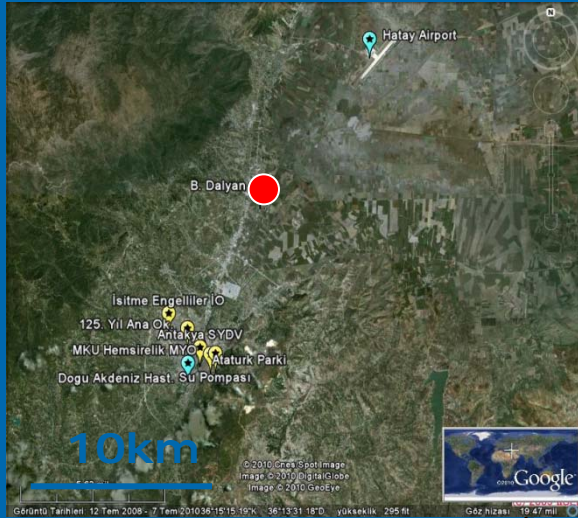 N
Hatay Airport
B. Dalyan
İsitme Engelliler İO
125. Yıl Ana Ok.
Antakya SYDV
MKU Hemsirelik MYO
Ataturk Parki
Dogu Akdeniz Hast. Su Pompası
10km
© 2010 Cnes/Spot Image
Image © 2010 DigitalGlobe
Image © 2010 GeoEye
©2010 Google
Görüntü Tarihleri: 12 Tem 2008 - 7 Tem 2010 36°15'15.19"K 36°13'31.18"D yükseklik 295 fit Göz hizası: 19.47 mil